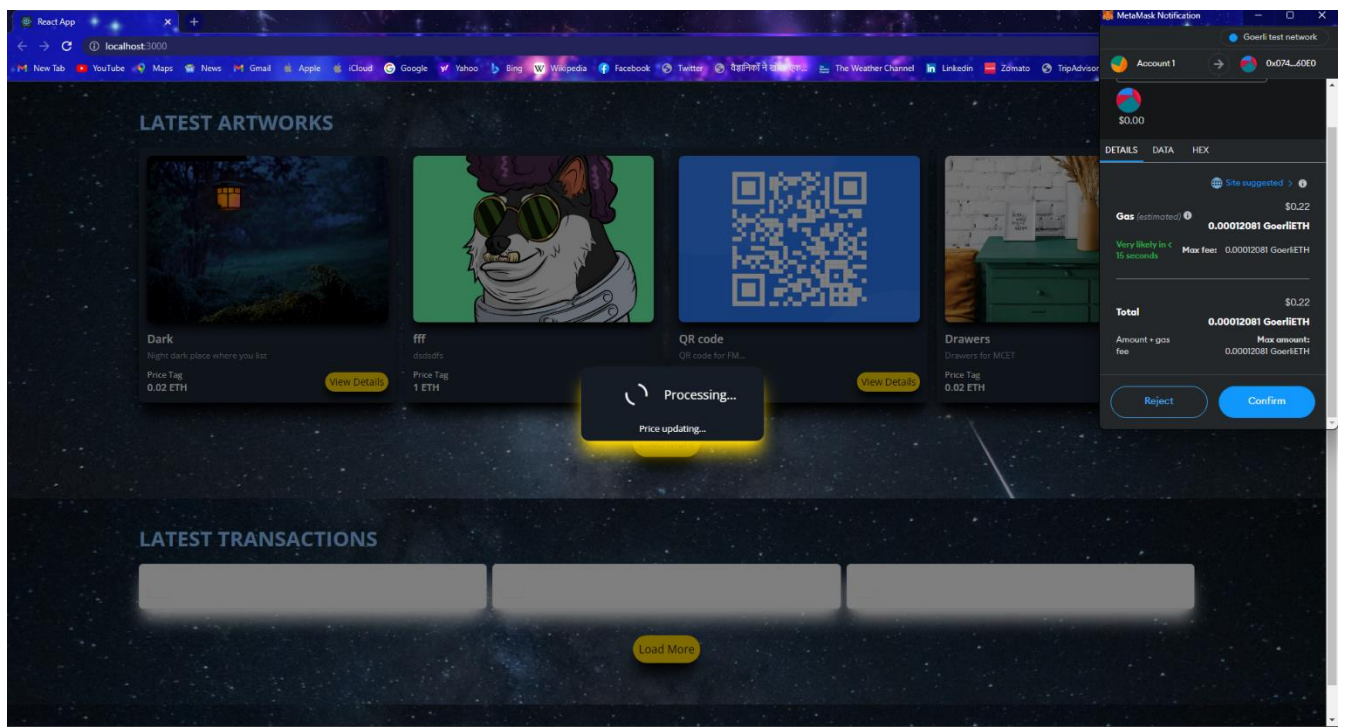 React App
MetaMask Notification
localhost:3000
Goerli test network
New Tab YouTube Maps News Gmail Apple iCloud Google Yahoo Bing Wikipedia Facebook Twitter The Weather Channel Linkedin Zomato TripAdvisor
Account 1 0x074...60E0
$0.00
DETAILS DATA HEX
Site suggested >
$0.22
Gas (estimated)
0.00012081 GoerliETH
Very likely in < 15 seconds
Max fee: 0.00012081 GoerliETH
$0.22
Total
0.00012081 GoerliETH
Amount + gas fee
Max amount:
0.00012081 GoerliETH
Reject Confirm
LATEST ARTWORKS
Dark
Night dark place where you list
Price Tag
0.02 ETH
View Details
fff
dsdsdfs
Price Tag
1 ETH
QR code
QR code for FM...
View Details
Drawers
Drawers for MCET
Price Tag
0.02 ETH
Processing...
Price updating...
LATEST TRANSACTIONS
Load More